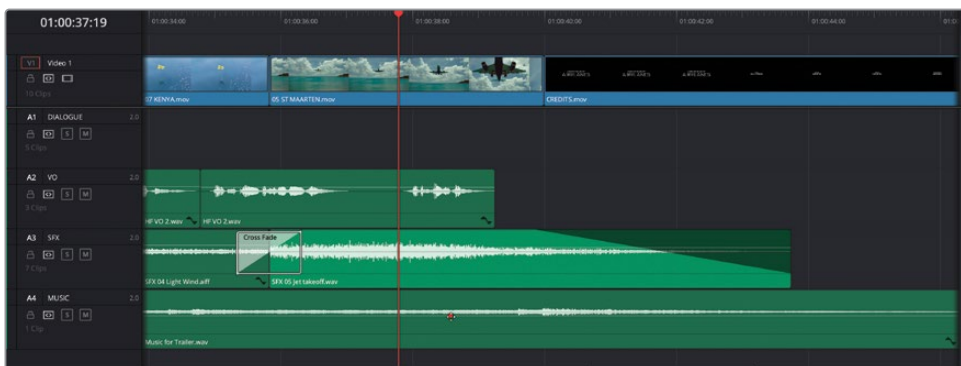 01:00:37:19
01:00:34:00
01:00:36:00
01:00:38:00
01:00:40:00
01:00:42:00
01:00:44:00
V1 Video 1
10 Clips
07 KENYA.mov
05 ST MAARTEN.mov
CREDITS.mov
A1 DIALOGUE 2.0
S M
5 Clips
A2 VO 2.0
S M
3 Clips
HF VO 2.wav
HF VO 2.wav
A3 SFX 2.0
S M
7 Clips
Cross Fade
SFX 04 Light Wind.aiff
SFX 05 Jet takeoff.wav
A4 MUSIC 2.0
S M
1 Clip
Music for Trailer.wav